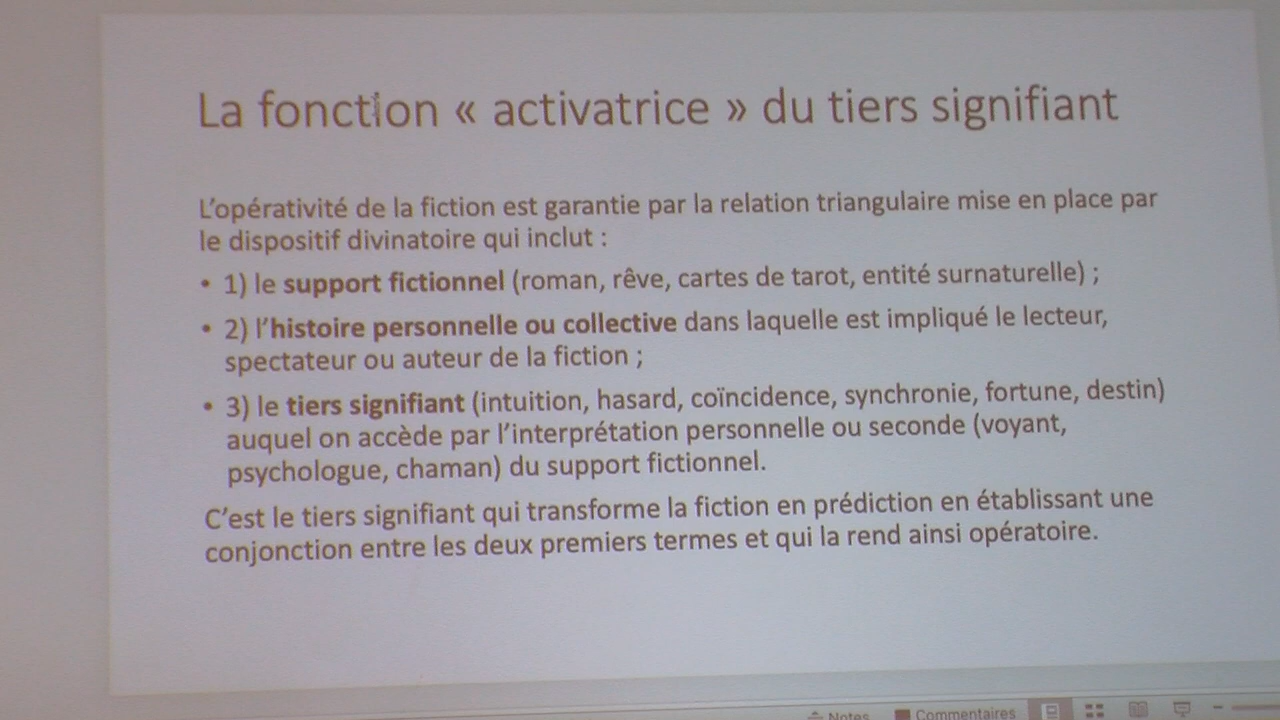 La fonction « activatrice » du tiers signifiant
L'opérativité de la fiction est garantie par la relation triangulaire mise en place par
le dispositif divinatoire qui inclut :
• 1) le support fictionnel (roman, rêve, cartes de tarot, entité surnaturelle) ;
• 2) l'histoire personnelle ou collective dans laquelle est impliqué le lecteur,
spectateur ou auteur de la fiction ;
• 3) le tiers signifiant (intuition, hasard, coïncidence, synchronie, fortune, destin)
auquel on accède par l'interprétation personnelle ou seconde (voyant,
psychologue, chaman) du support fictionnel.
C'est le tiers signifiant qui transforme la fiction en prédiction en établissant une
conjonction entre les deux premiers termes et qui la rend ainsi opératoire.
Notes Commentaires